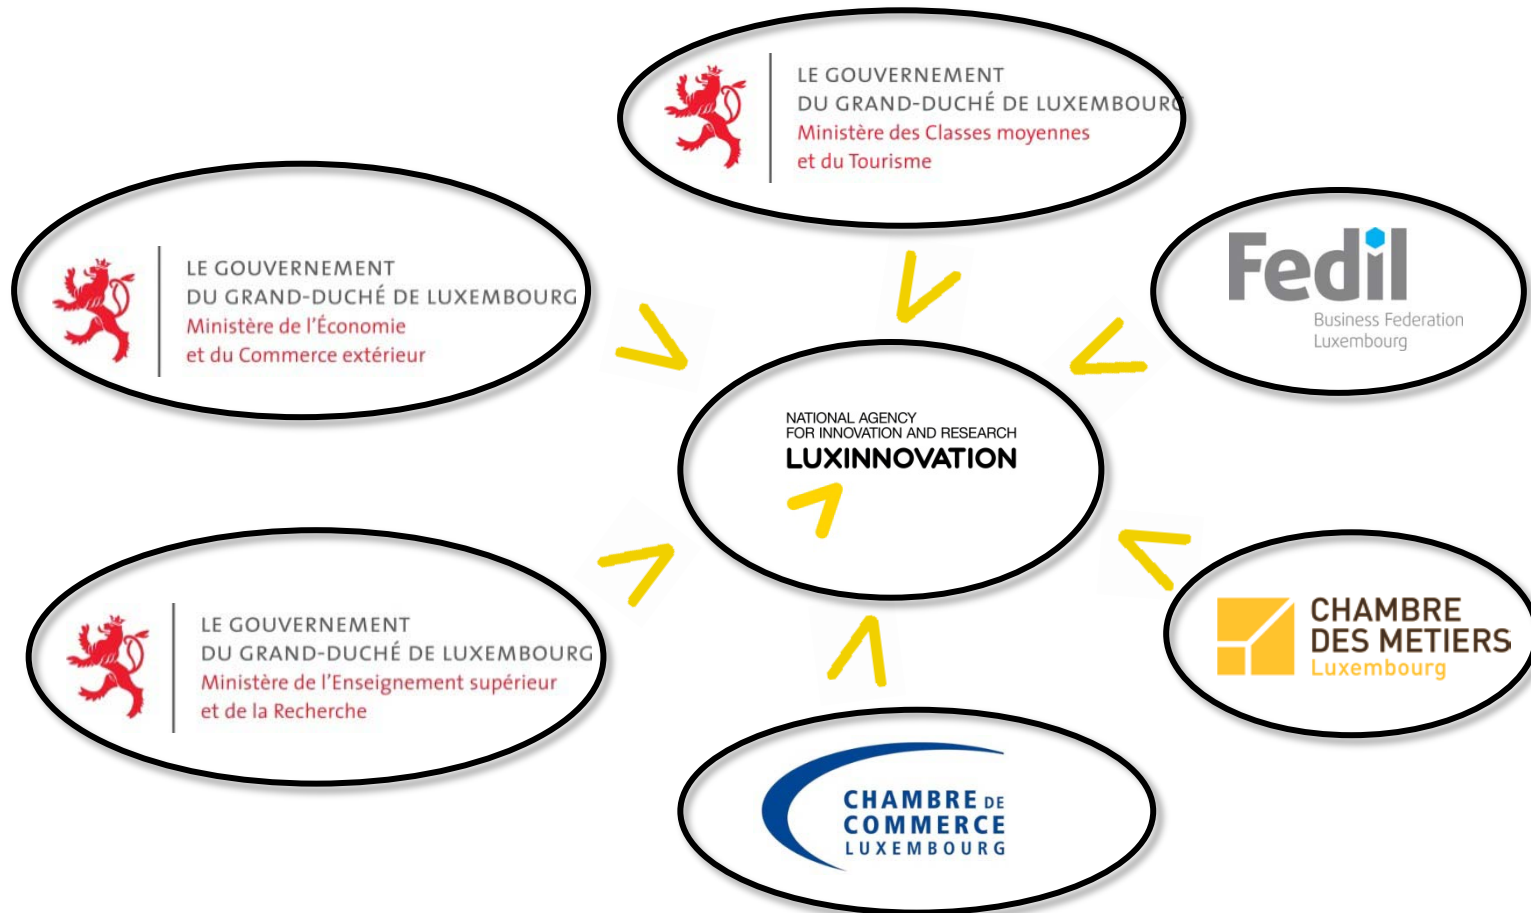 LE GOUVERNEMENT
DU GRAND-DUCHÉ DE LUXEMBOURG
Ministère des Classes moyennes
et du Tourisme
LE GOUVERNEMENT
DU GRAND-DUCHÉ DE LUXEMBOURG
Ministère de l'Économie
et du Commerce extérieur
Fedil
Business Federation
Luxembourg
NATIONAL AGENCY
FOR INNOVATION AND RESEARCH
LUXINNOVATION
LE GOUVERNEMENT
DU GRAND-DUCHÉ DE LUXEMBOURG
Ministère de l'Enseignement supérieur
et de la Recherche
CHAMBRE
DES METIERS
Luxembourg
CHAMBRE DE
COMMERCE
LUXEMBOURG